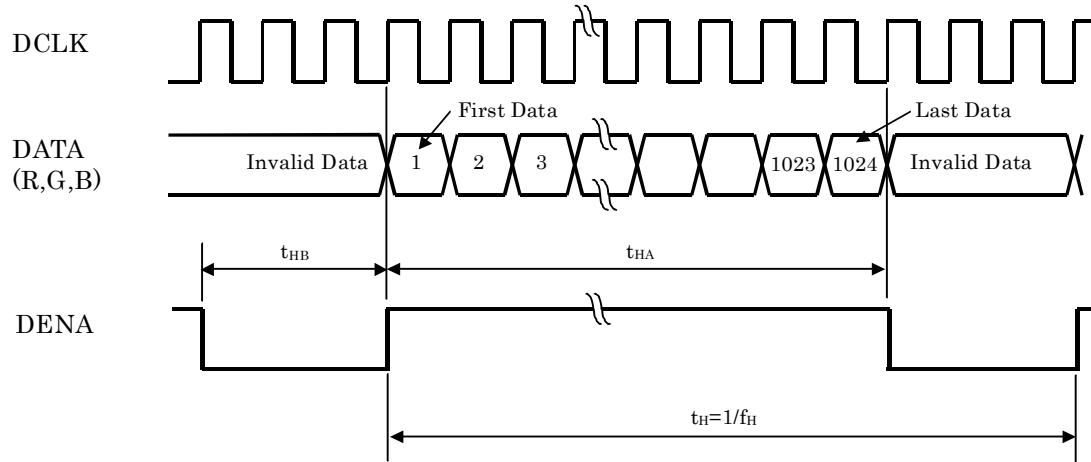 DCLK
First Data
Last Data
DATA
(R,G,B)
Invalid Data
1
2
3
1023
1024
Invalid Data
tHB
tHA
DENA
tH=1/fH